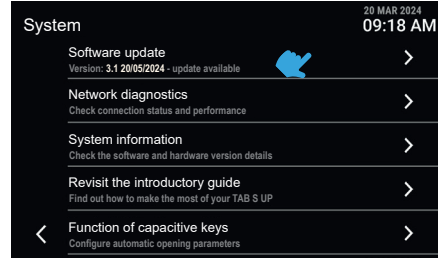 20 MAR 2024
System
09:18 AM
Software update
Version: 3.1 20/05/2024 - update available
Network diagnostics
Check connection status and performance
System information
Check the software and hardware version details
Revisit the introductory guide
Find out how to make the most of your TAB S UP
Function of capacitive keys
Configure automatic opening parameters